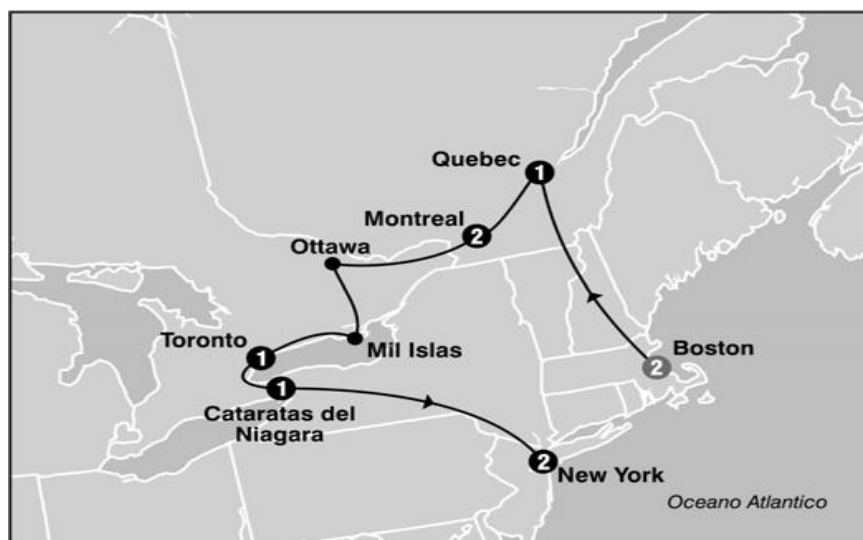 Quebec
1
Montreal
2
Ottawa
Toronto
1
Mil Islas
Boston
2
1
Cataratas del
Niagara
2
New York
Oceano Atlantico